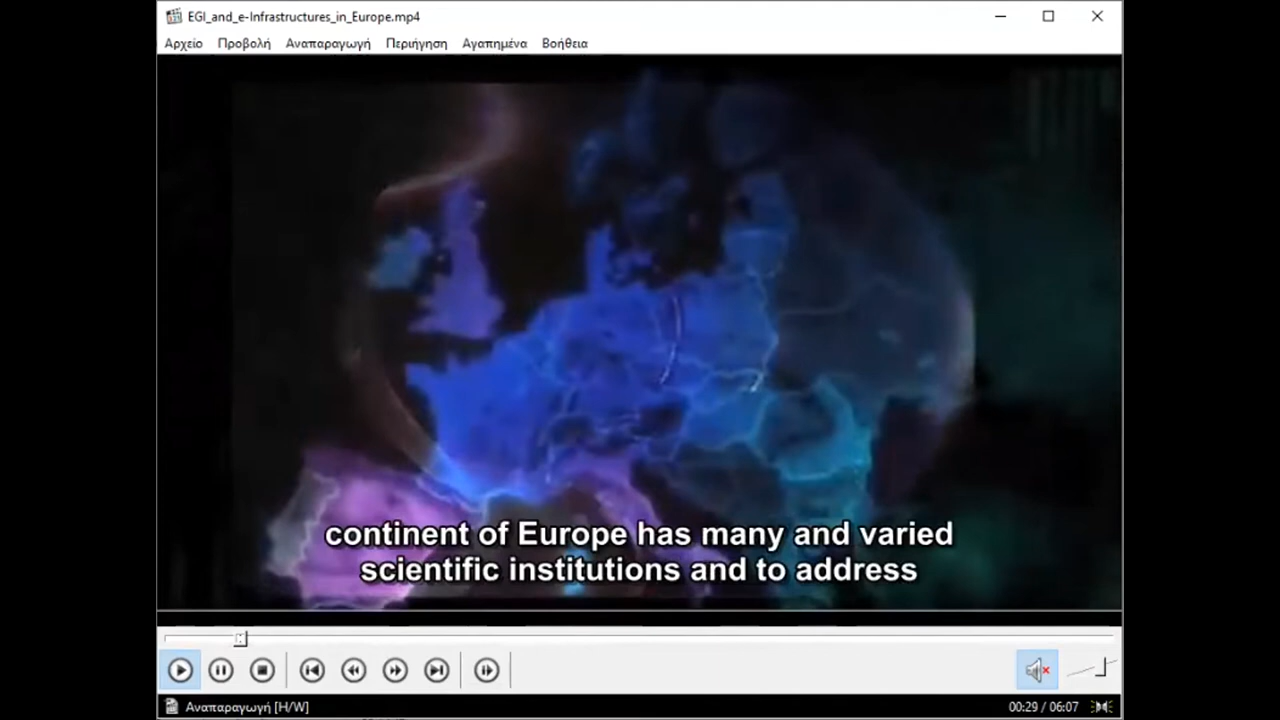 EGI_and_e-Infrastructures_in_Europe.mp4
Αρχείο Προβολή Αναπαραγωγή Περιήγηση Αγαπημένα Βοήθεια
continent of Europe has many and varied
scientific institutions and to address
Αναπαραγωγή [H/W] 00:29 / 06:07